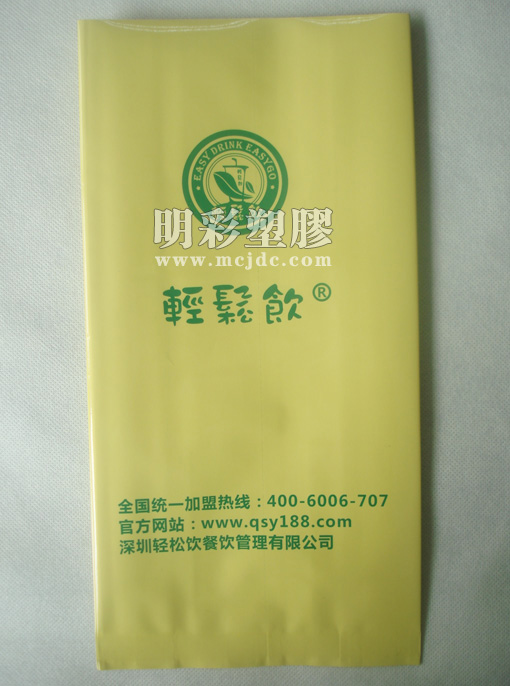 EASY DRINK EASYGO
明彩塑膠
www.mcjdc.com
輕鬆飲®
全国统一加盟热线：400-6006-707
官方网站：www.qsy188.com
深圳轻松饮餐饮管理有限公司